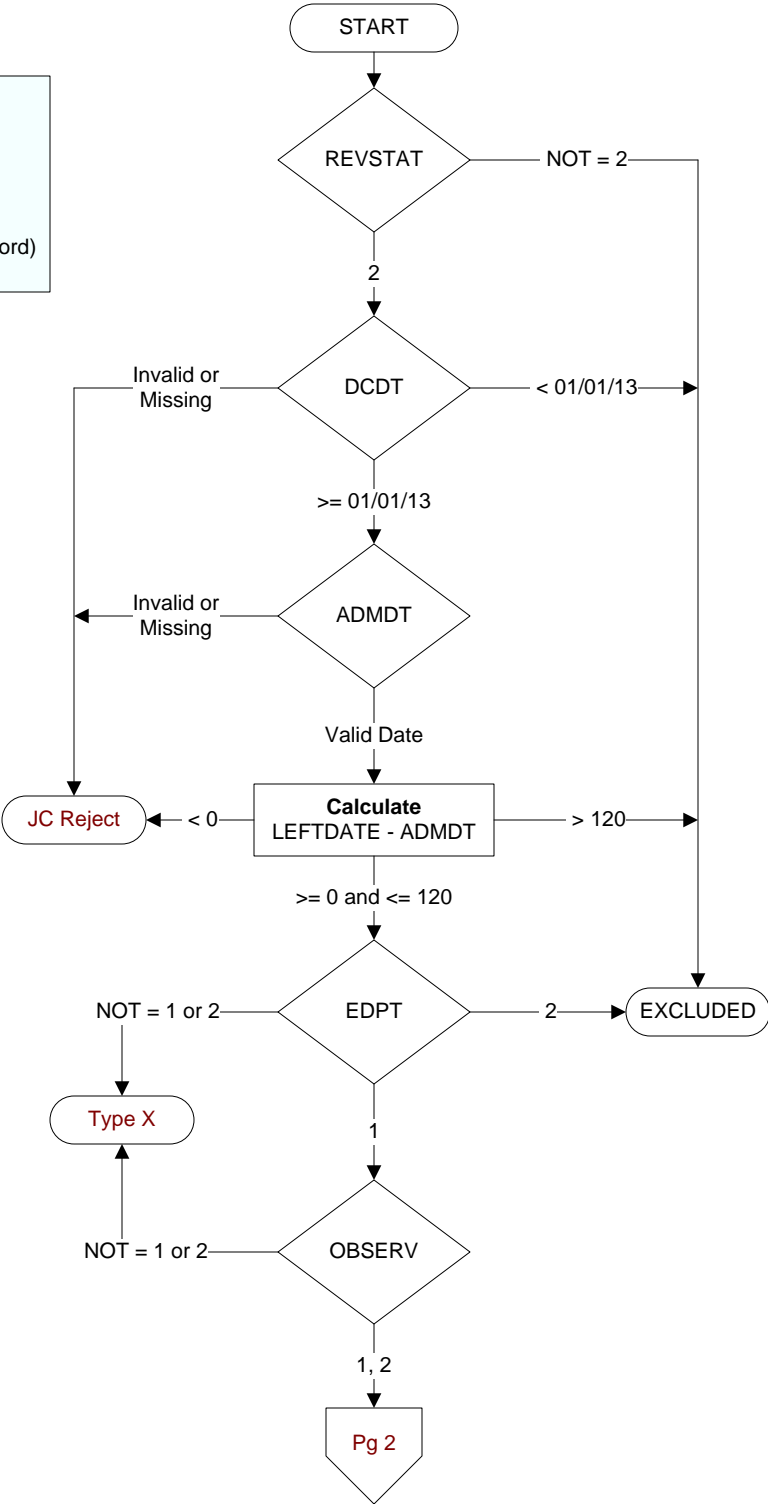 START
REVSTAT
NOT = 2
ord)
2
Invalid or
Missing
DCDT
< 01/01/13
>= 01/01/13
Invalid or
Missing
ADMDT
Valid Date
JC Reject
< 0
Calculate
LEFTDATE - ADMDT
> 120
>= 0 and <= 120
NOT = 1 or 2
EDPT
2
EXCLUDED
Type X
1
NOT = 1 or 2
OBSERV
1, 2
Pg 2